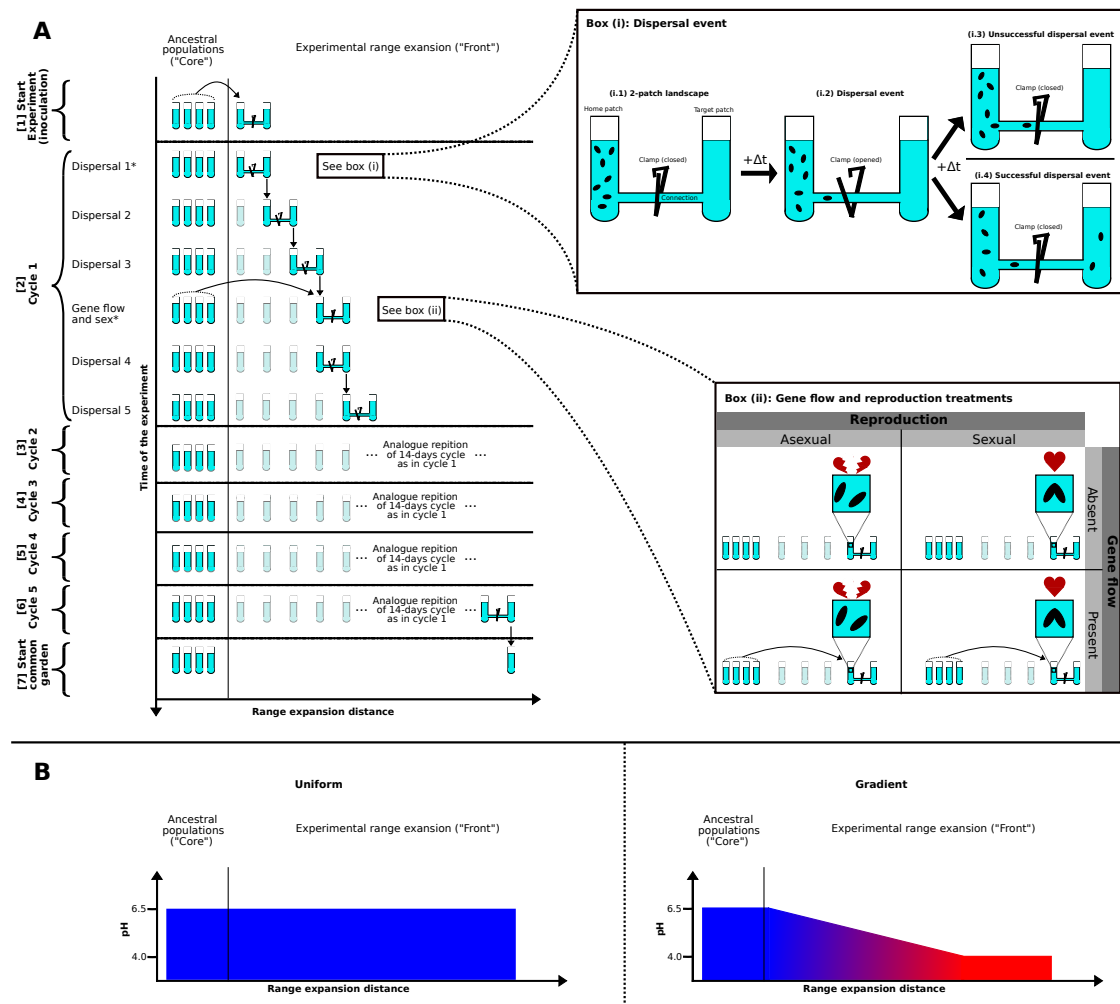 A
Ancestral
populations
("Core")
Experimental range exansion ("Front")
[1] Start
Experiment
(inoculation)
[2]
Cycle 1
Dispersal 1*
See box (i)
Dispersal 2
Dispersal 3
Gene flow
and sex*
See box (ii)
Dispersal 4
Dispersal 5
Time of the experiment
[3]
Cycle 2
··· Analogue repition ···
of 14-days cycle
as in cycle 1
[4]
Cycle 3
··· Analogue repition ···
of 14-days cycle
as in cycle 1
[5]
Cycle 4
··· Analogue repition ···
of 14-days cycle
as in cycle 1
[6]
Cycle 5
··· Analogue repition ···
of 14-days cycle
as in cycle 1
[7] Start
common
garden
Range expansion distance
Box (i): Dispersal event
(i.1) 2-patch landscape
Home patch
Target patch
Clamp (closed)
Connection
+Δt
(i.2) Dispersal event
Clamp (opened)
+Δt
(i.3) Unsuccessful dispersal event
Clamp (closed)
(i.4) Successful dispersal event
Clamp (closed)
Box (ii): Gene flow and reproduction treatments
Reproduction
Asexual
Sexual
Absent
Present
Gene flow
B
Uniform
Ancestral
populations
("Core")
Experimental range exansion ("Front")
6.5
pH
4.0
Range expansion distance
Gradient
Ancestral
populations
("Core")
Experimental range exansion ("Front")
6.5
pH
4.0
Range expansion distance